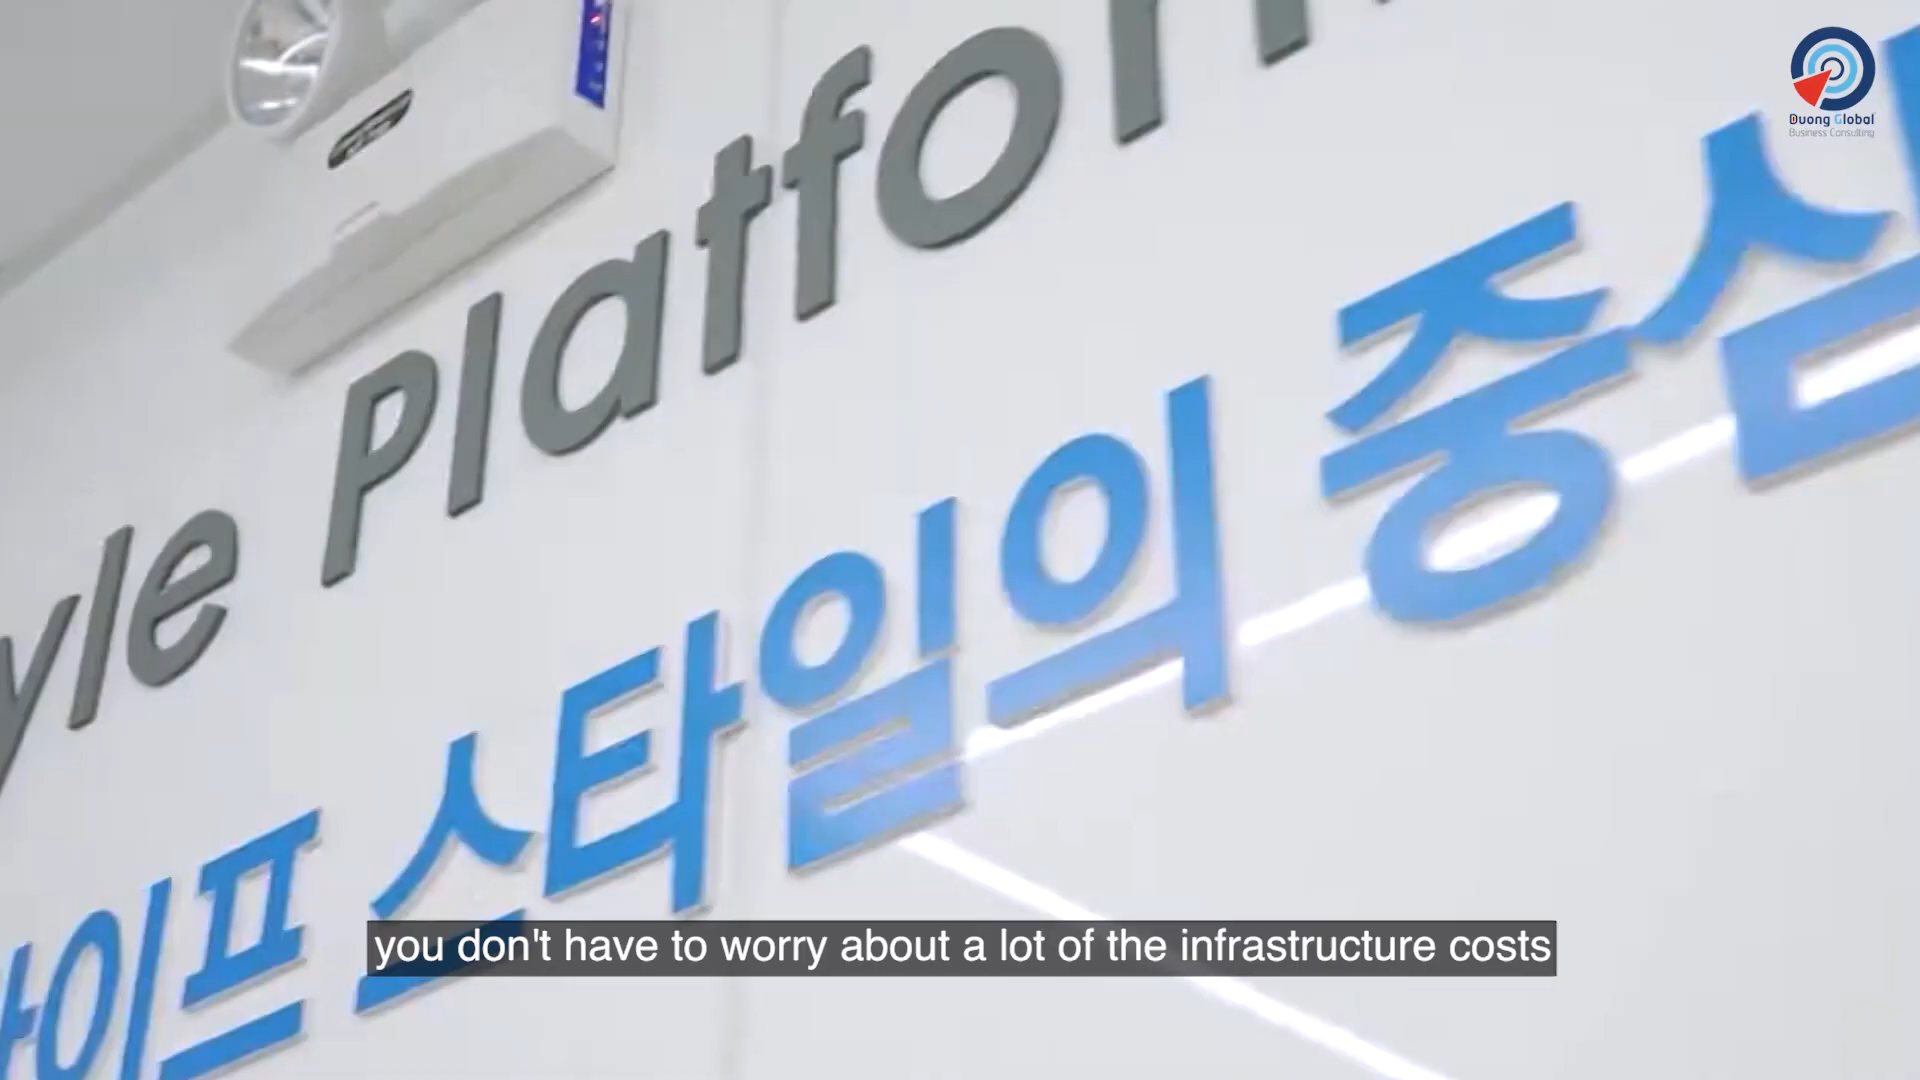 Duong Global
Business Consulting
yle Platfor
라이프 스타일의 중심
you don't have to worry about a lot of the infrastructure costs